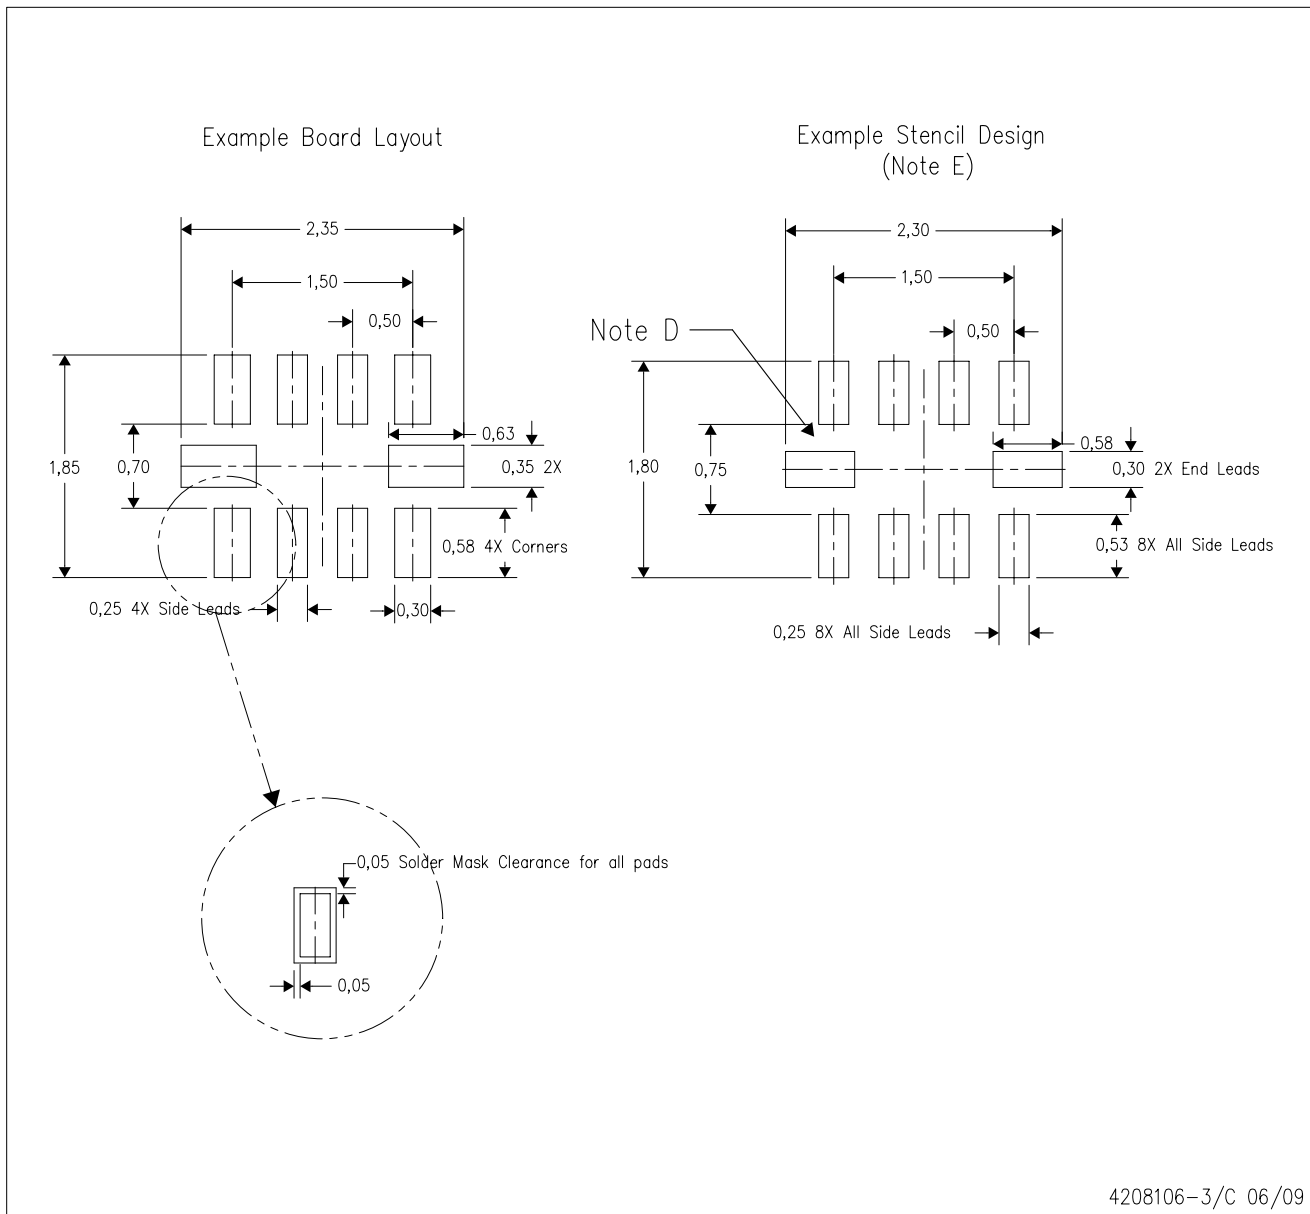 Example Board Layout
2,35
1,50
0,50
1,85
0,70
0,63
0,35 2X
0,58 4X Corners
0,25 4X Side Leads
0,30
0,05 Solder Mask Clearance for all pads
0,05
Example Stencil Design
(Note E)
2,30
1,50
0,50
Note D
1,80
0,75
0,58
0,30 2X End Leads
0,53 8X All Side Leads
0,25 8X All Side Leads
4208106-3/C 06/09